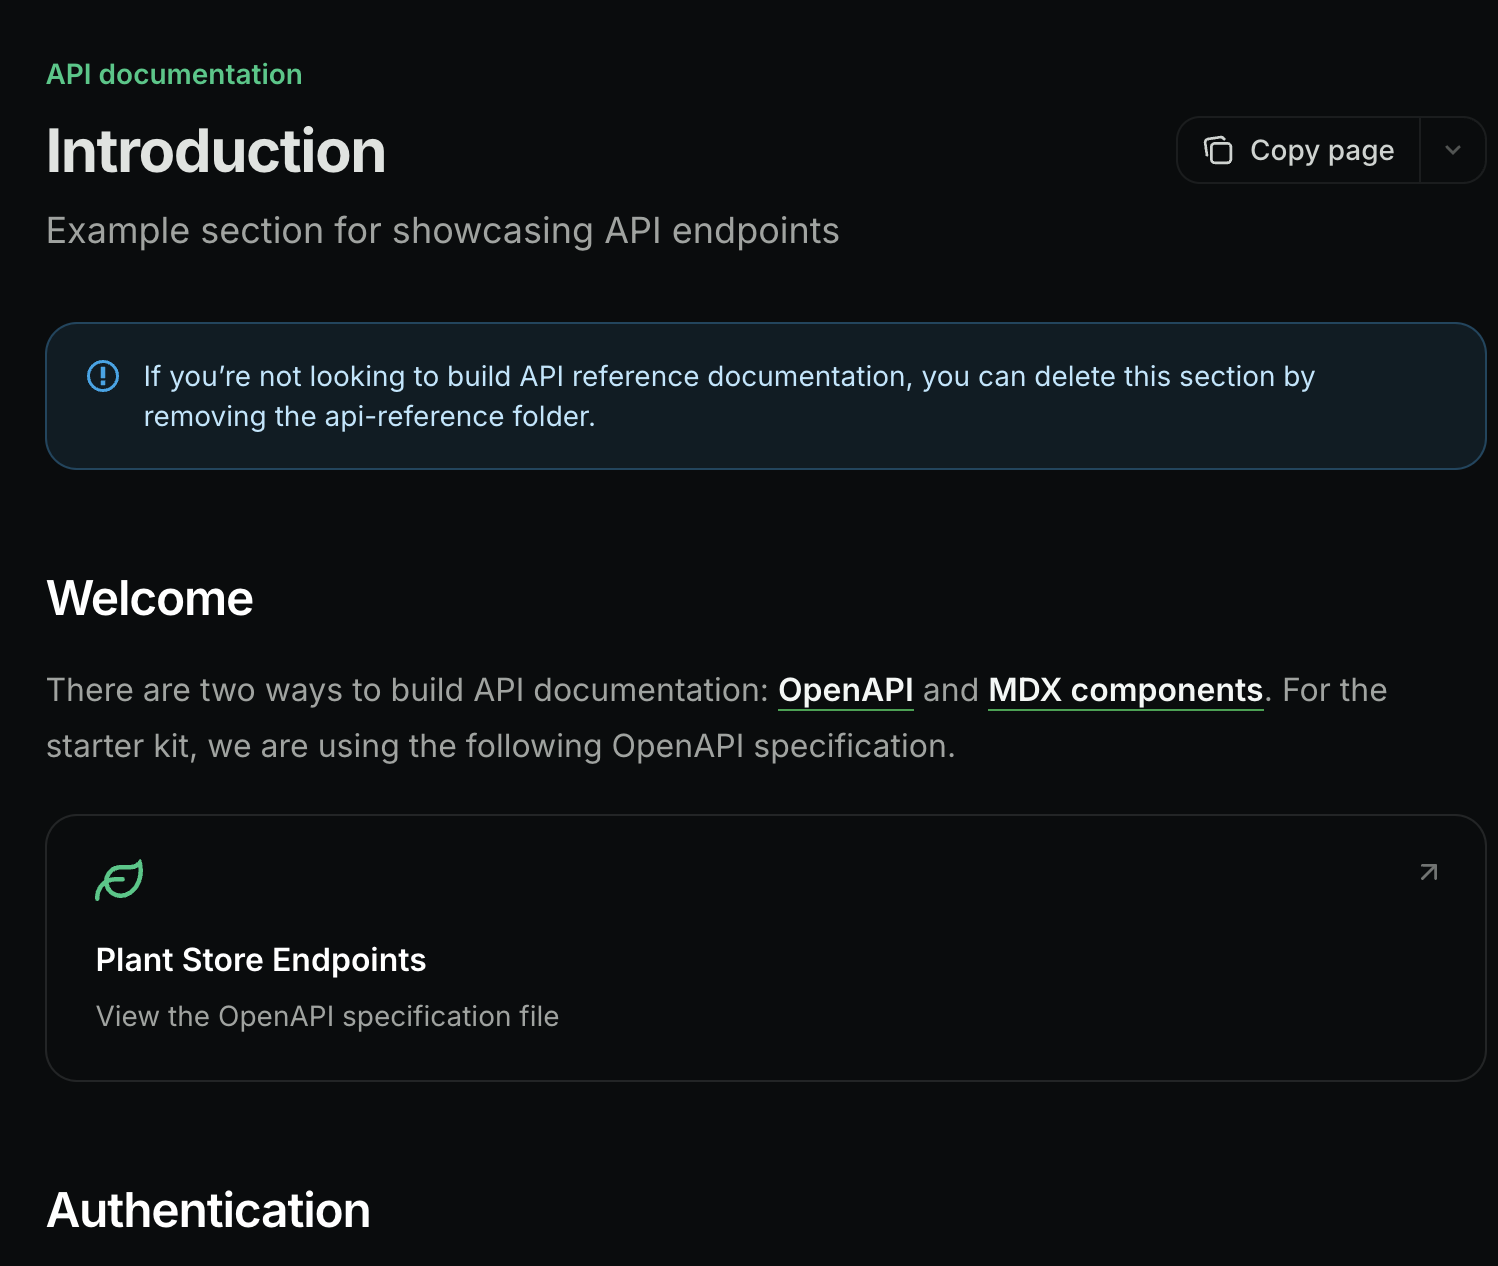 API documentation
Introduction
Copy page
Example section for showcasing API endpoints
If you’re not looking to build API reference documentation, you can delete this section by
removing the api-reference folder.
Welcome
There are two ways to build API documentation: OpenAPI and MDX components. For the
starter kit, we are using the following OpenAPI specification.
Plant Store Endpoints
View the OpenAPI specification file
Authentication